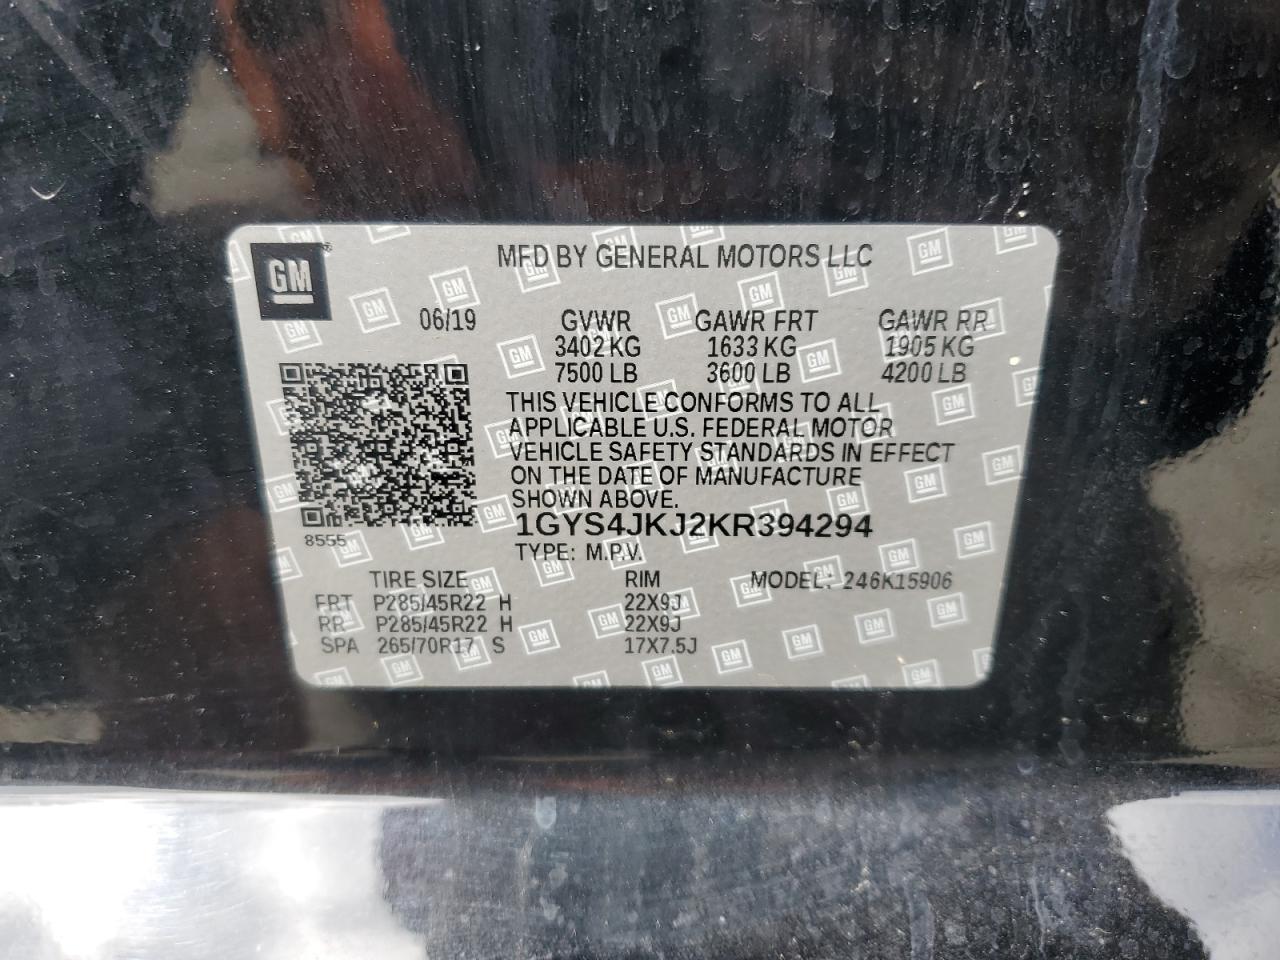 GM®
MFD BY GENERAL MOTORS LLC
06/19 GVWR GAWR FRT GAWR RR
3402 KG 1633 KG 1905 KG
7500 LB 3600 LB 4200 LB
THIS VEHICLE CONFORMS TO ALL
APPLICABLE U.S. FEDERAL MOTOR
VEHICLE SAFETY STANDARDS IN EFFECT
ON THE DATE OF MANUFACTURE
SHOWN ABOVE.
1GYS4JKJ2KR394294
8555
TYPE: M.P.V.
TIRE SIZE RIM MODEL: 246K15906
FRT P285/45R22 H 22X9J
RR P285/45R22 H 22X9J
SPA 265/70R17 S 17X7.5J